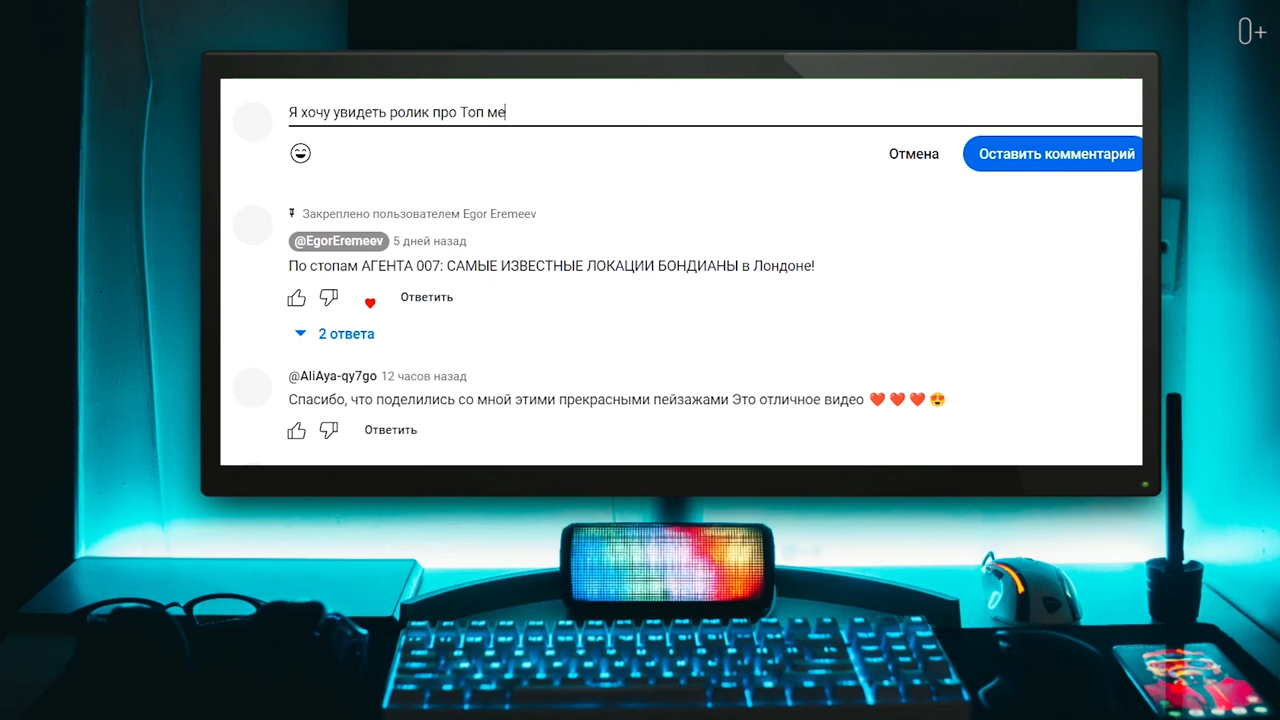 0+
Я хочу увидеть ролик про Топ ме
Отмена
Оставить комментарий
Закреплено пользователем Egor Eremeev
@EgorEremeev 5 дней назад
По стопам АГЕНТА 007: САМЫЕ ИЗВЕСТНЫЕ ЛОКАЦИИ БОНДИАНЫ в Лондоне!
Ответить
2 ответа
@AliAya-qy7go 12 часов назад
Спасибо, что поделились со мной этими прекрасными пейзажами Это отличное видео ❤️ ❤️ ❤️ 😍
Ответить